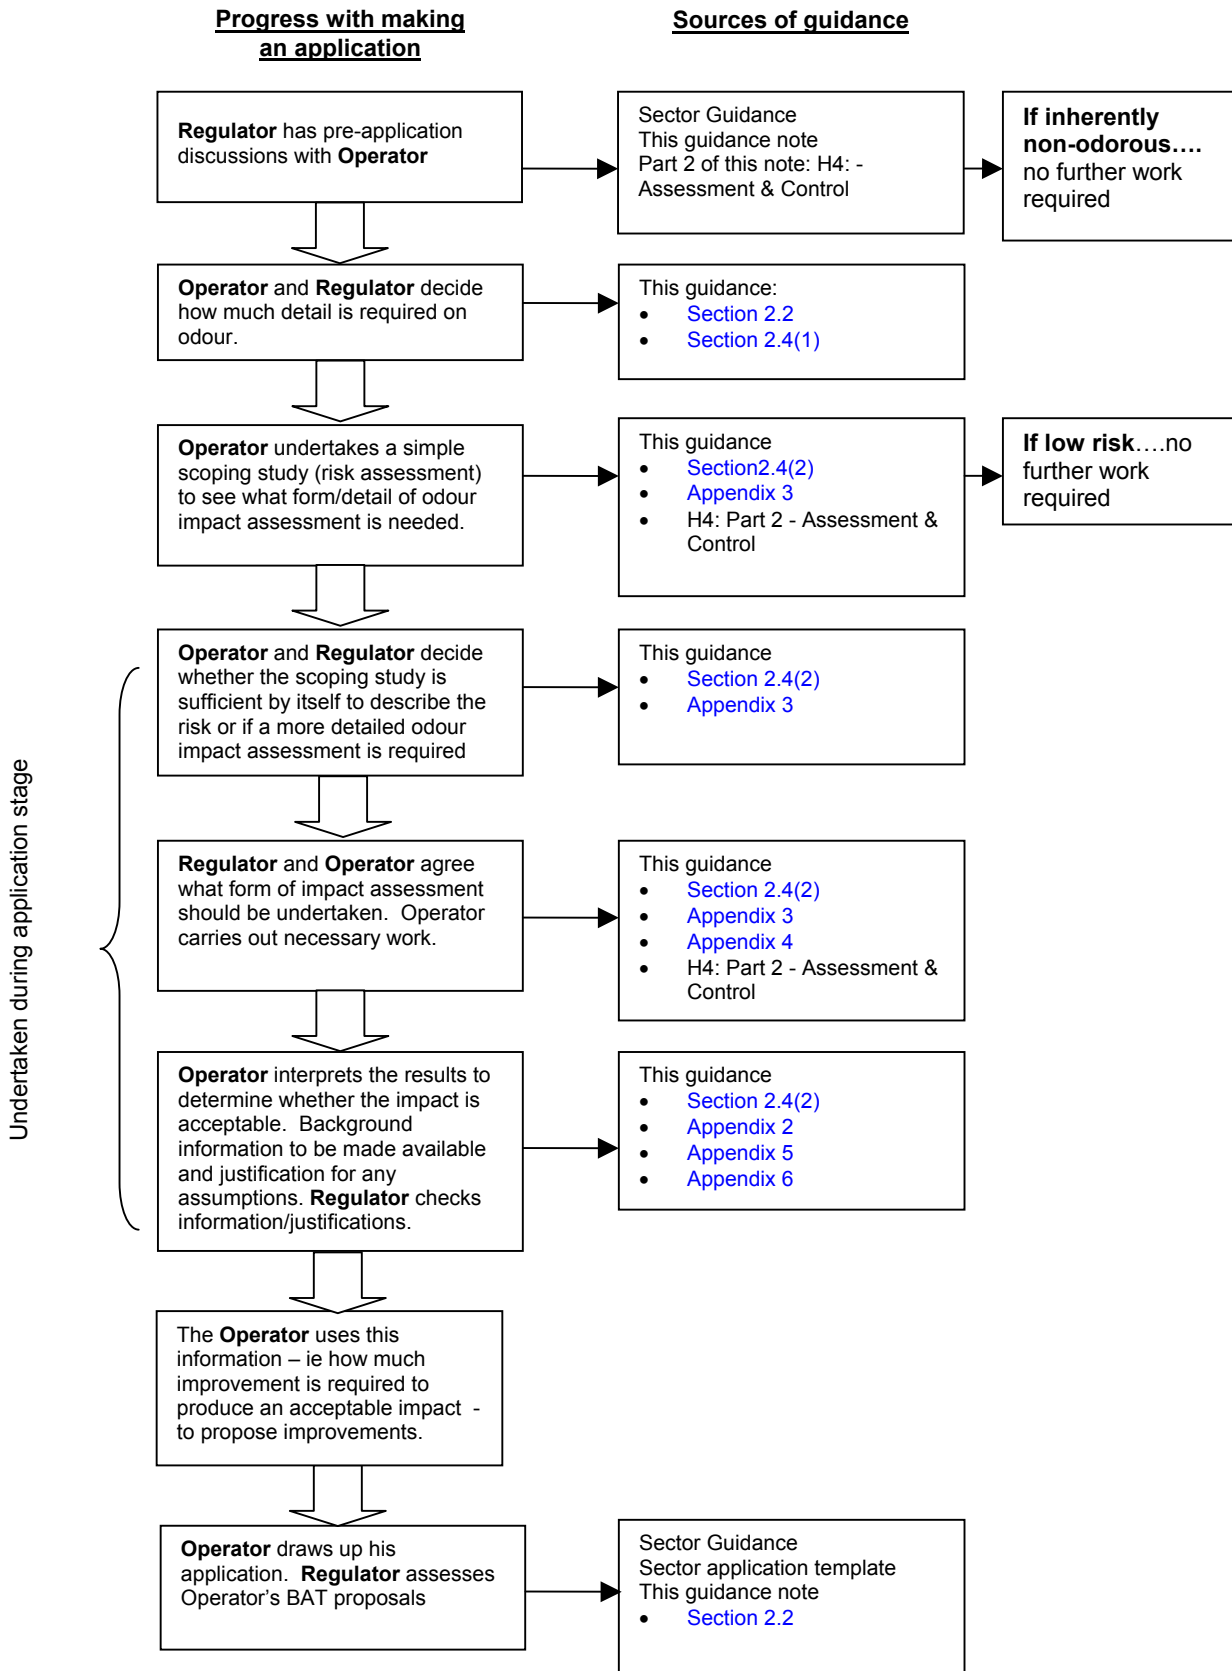 Progress with making
an application
Sources of guidance
Regulator has pre-application
discussions with Operator
Sector Guidance
This guidance note
Part 2 of this note: H4: -
Assessment & Control
If inherently
non-odorous….
no further work
required
Operator and Regulator decide
how much detail is required on
odour.
This guidance:
• Section 2.2
• Section 2.4(1)
Operator undertakes a simple
scoping study (risk assessment)
to see what form/detail of odour
impact assessment is needed.
This guidance
• Section2.4(2)
• Appendix 3
• H4: Part 2 - Assessment &
Control
If low risk….no
further work
required
Undertaken during application stage
Operator and Regulator decide
whether the scoping study is
sufficient by itself to describe the
risk or if a more detailed odour
impact assessment is required
This guidance
• Section 2.4(2)
• Appendix 3
Regulator and Operator agree
what form of impact assessment
should be undertaken. Operator
carries out necessary work.
This guidance
• Section 2.4(2)
• Appendix 3
• Appendix 4
• H4: Part 2 - Assessment &
Control
Operator interprets the results to
determine whether the impact is
acceptable. Background
information to be made available
and justification for any
assumptions. Regulator checks
information/justifications.
This guidance
• Section 2.4(2)
• Appendix 2
• Appendix 5
• Appendix 6
The Operator uses this
information – ie how much
improvement is required to
produce an acceptable impact -
to propose improvements.
Operator draws up his
application. Regulator assesses
Operator's BAT proposals
Sector Guidance
Sector application template
This guidance note
• Section 2.2